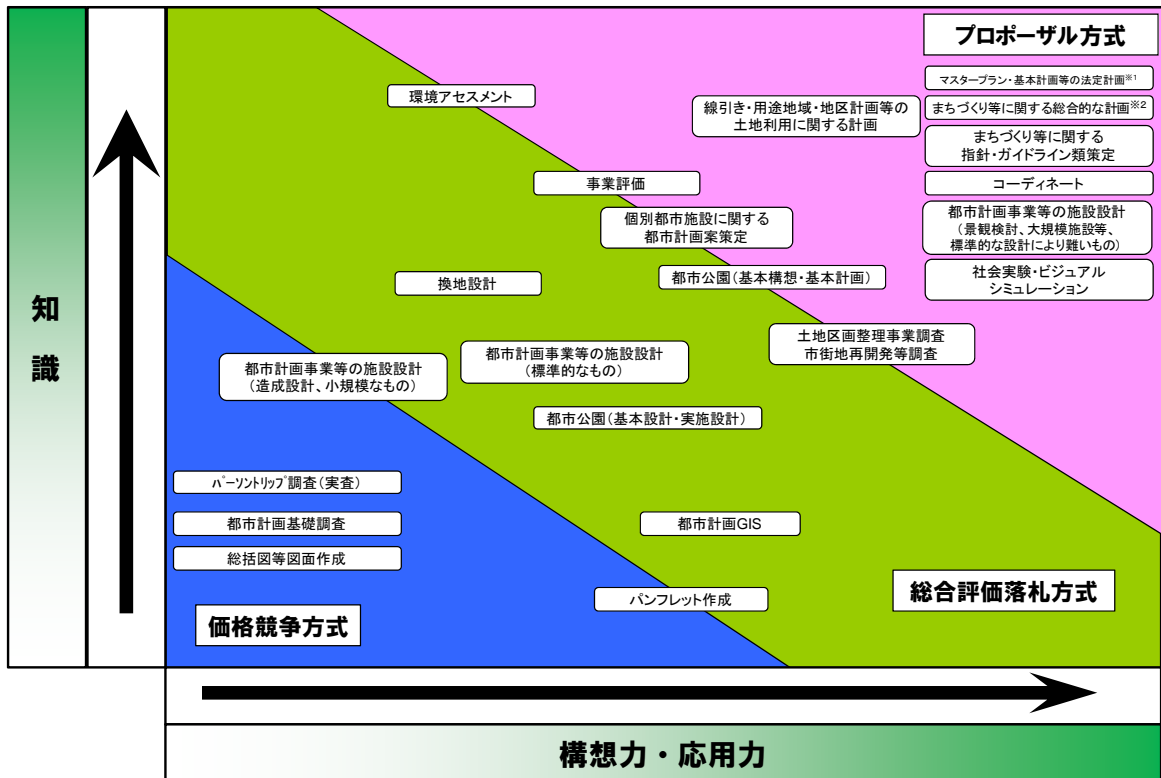 プロポーザル方式
マスタープラン・基本計画等の法定計画※1
まちづくり等に関する総合的な計画※2
まちづくり等に関する
指針・ガイドライン類策定
コーディネート
都市計画事業等の施設設計
(景観検討、大規模施設等、
標準的な設計により難いもの)
社会実験・ビジュアル
シミュレーション
線引き・用途地域・地区計画等の
土地利用に関する計画
環境アセスメント
事業評価
個別都市施設に関する
都市計画案策定
都市公園(基本構想・基本計画)
換地設計
土地区画整理事業調査
市街地再開発等調査
都市計画事業等の施設設計
(標準的なもの)
都市計画事業等の施設設計
(造成設計、小規模なもの)
都市公園(基本設計・実施設計)
パーソントリップ調査(実査)
都市計画基礎調査
総括図等図面作成
都市計画GIS
パンフレット作成
総合評価落札方式
価格競争方式
知
識
構想力・応用力